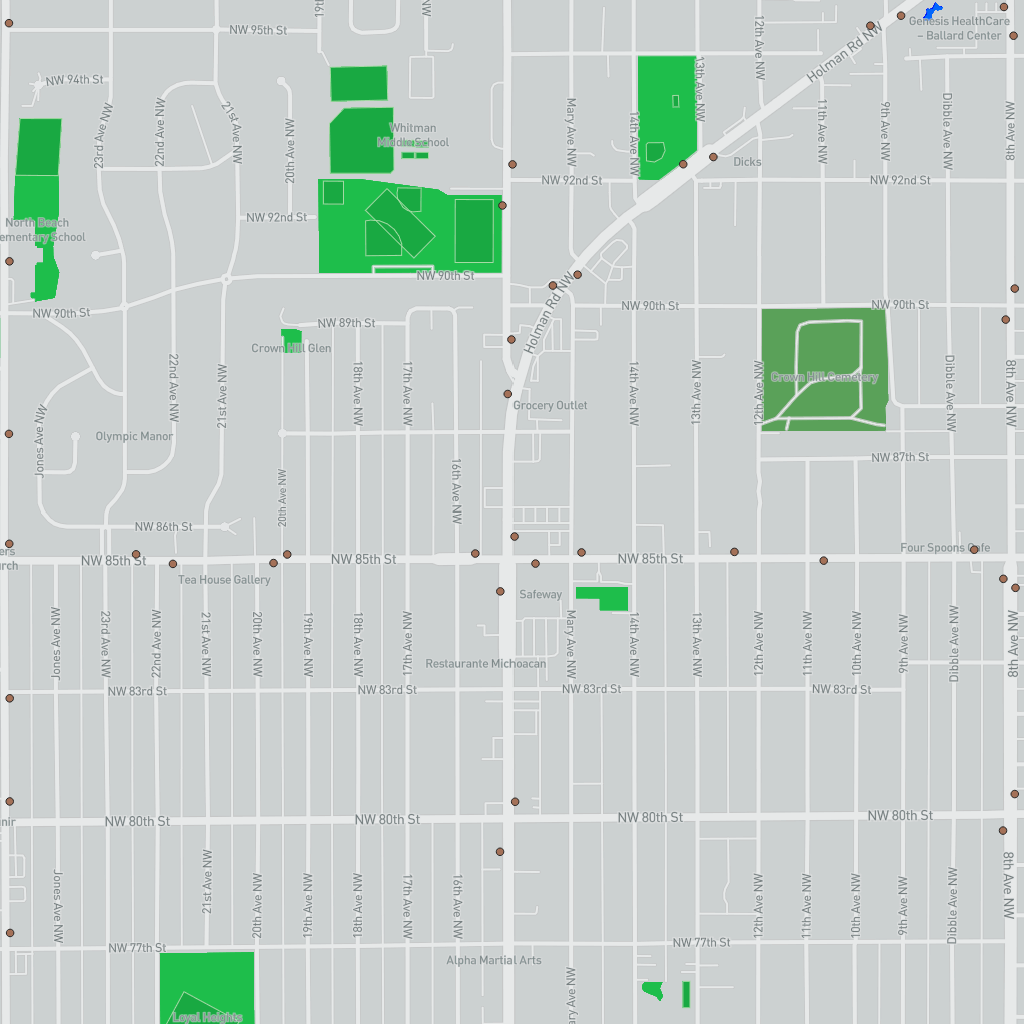 19th
NW
Genesis HealthCare
– Ballard Center
NW 95th St
12th Ave NW
Holman Rd NW
NW 94th St
13th Ave NW
23rd Ave NW
22nd Ave NW
21st Ave NW
20th Ave NW
Whitman
Middle School
Mary Ave NW
14th Ave NW
11th Ave NW
9th Ave NW
Dibble Ave NW
8th Ave NW
Dicks
NW 92nd St
NW 92nd St
NW 92nd St
North Beach
ementary School
NW 90th St
NW 90th St
NW 90th St
NW 90th St
Holman Rd NW
NW 89th St
Crown Hill Glen
22nd Ave NW
21st Ave NW
18th Ave NW
17th Ave NW
14th Ave NW
13th Ave NW
12th Ave NW
Crown Hill Cemetery
Dibble Ave NW
8th Ave NW
Grocery Outlet
Jones Ave NW
Olympic Manor
20th Ave NW
16th Ave NW
NW 87th St
NW 86th St
ers
rch
NW 85th St
NW 85th St
NW 85th St
Four Spoons Cafe
Tea House Gallery
Safeway
Jones Ave NW
23rd Ave NW
22nd Ave NW
21st Ave NW
20th Ave NW
19th Ave NW
18th Ave NW
17th Ave NW
Mary Ave NW
14th Ave NW
13th Ave NW
12th Ave NW
11th Ave NW
10th Ave NW
9th Ave NW
Dibble Ave NW
8th Ave NW
Restaurante Michoacan
NW 83rd St
NW 83rd St
NW 83rd St
NW 83rd St
nir
NW 80th St
NW 80th St
NW 80th St
NW 80th St
Jones Ave NW
21st Ave NW
20th Ave NW
19th Ave NW
18th Ave NW
17th Ave NW
16th Ave NW
12th Ave NW
11th Ave NW
10th Ave NW
9th Ave NW
Dibble Ave NW
8th Ave NW
NW 77th St
NW 77th St
Alpha Martial Arts
ary Ave NW
Loyal Heights